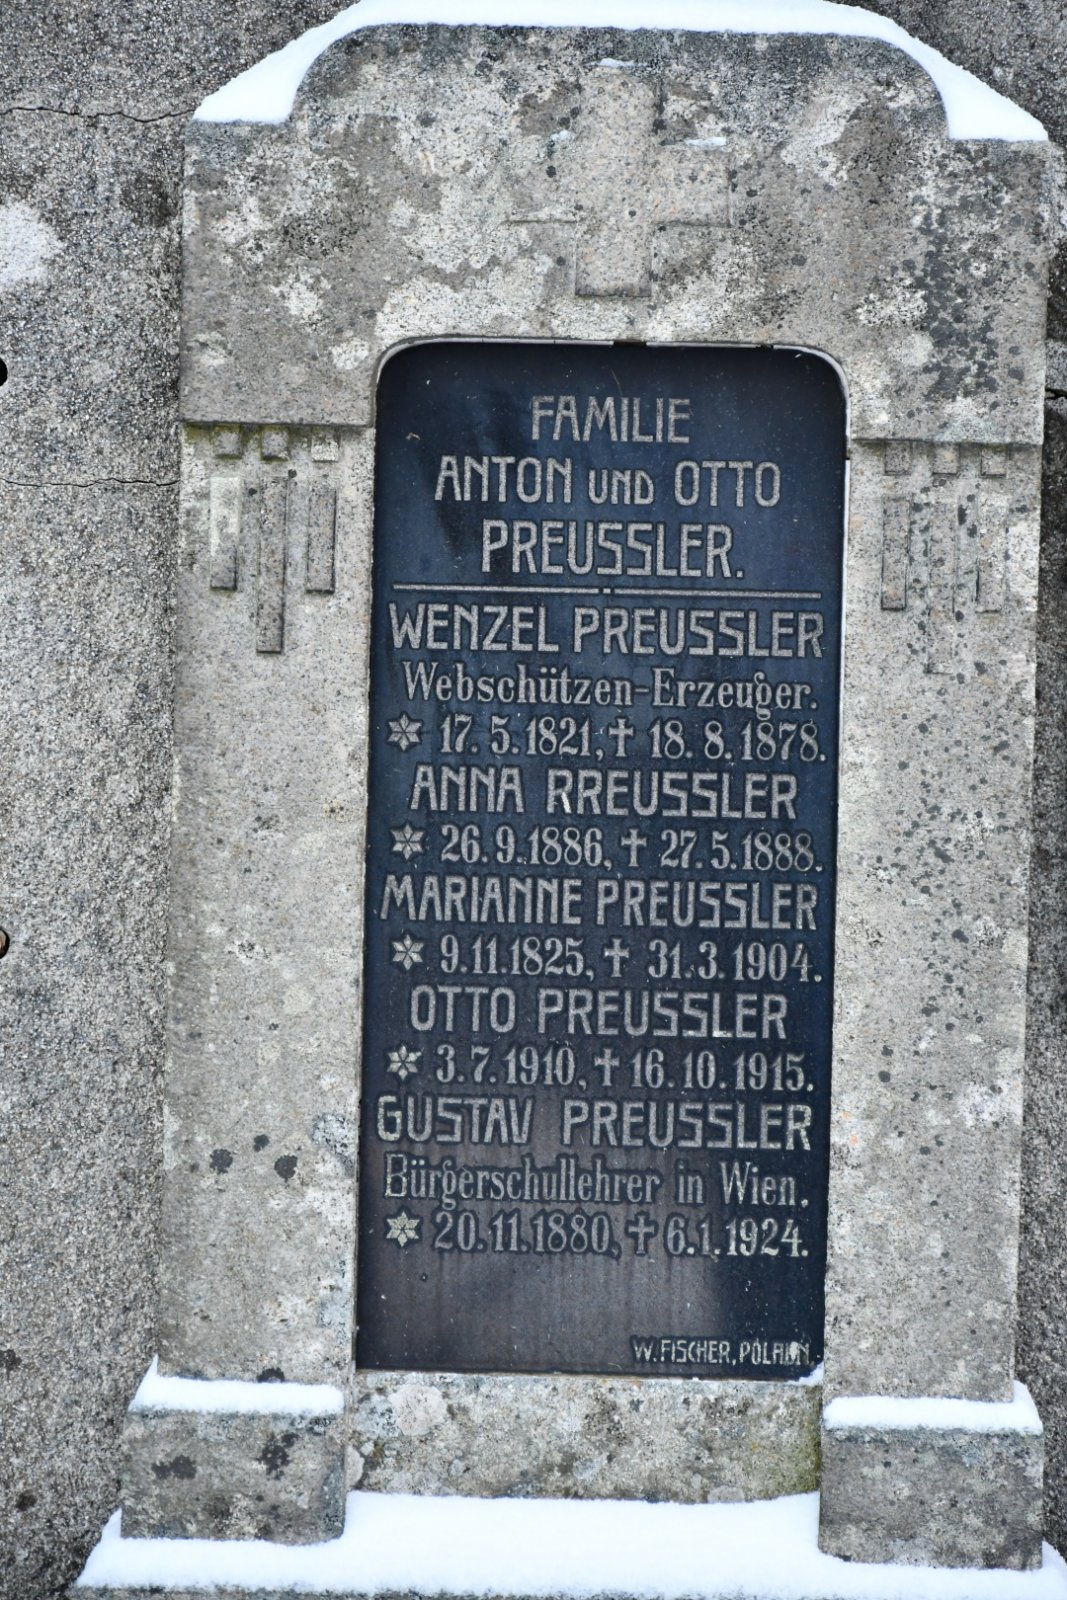 FAMILIE
ANTON UND OTTO
PREUSSLER.
WENZEL PREUSSLER
Webschützen-Erzeuger.
✡ 17.5.1821, ✝ 18.8.1878.
ANNA RREUSSLER
✡ 26.9.1886, ✝ 27.5.1888.
MARIANNE PREUSSLER
✡ 9.11.1825, ✝ 31.3.1904.
OTTO PREUSSLER
✡ 3.7.1910, ✝ 16.10.1915.
GUSTAV PREUSSLER
Bürgerschullehrer in Wien.
✡ 20.11.1880, ✝ 6.1.1924.
W. FISCHER, POLAUN.